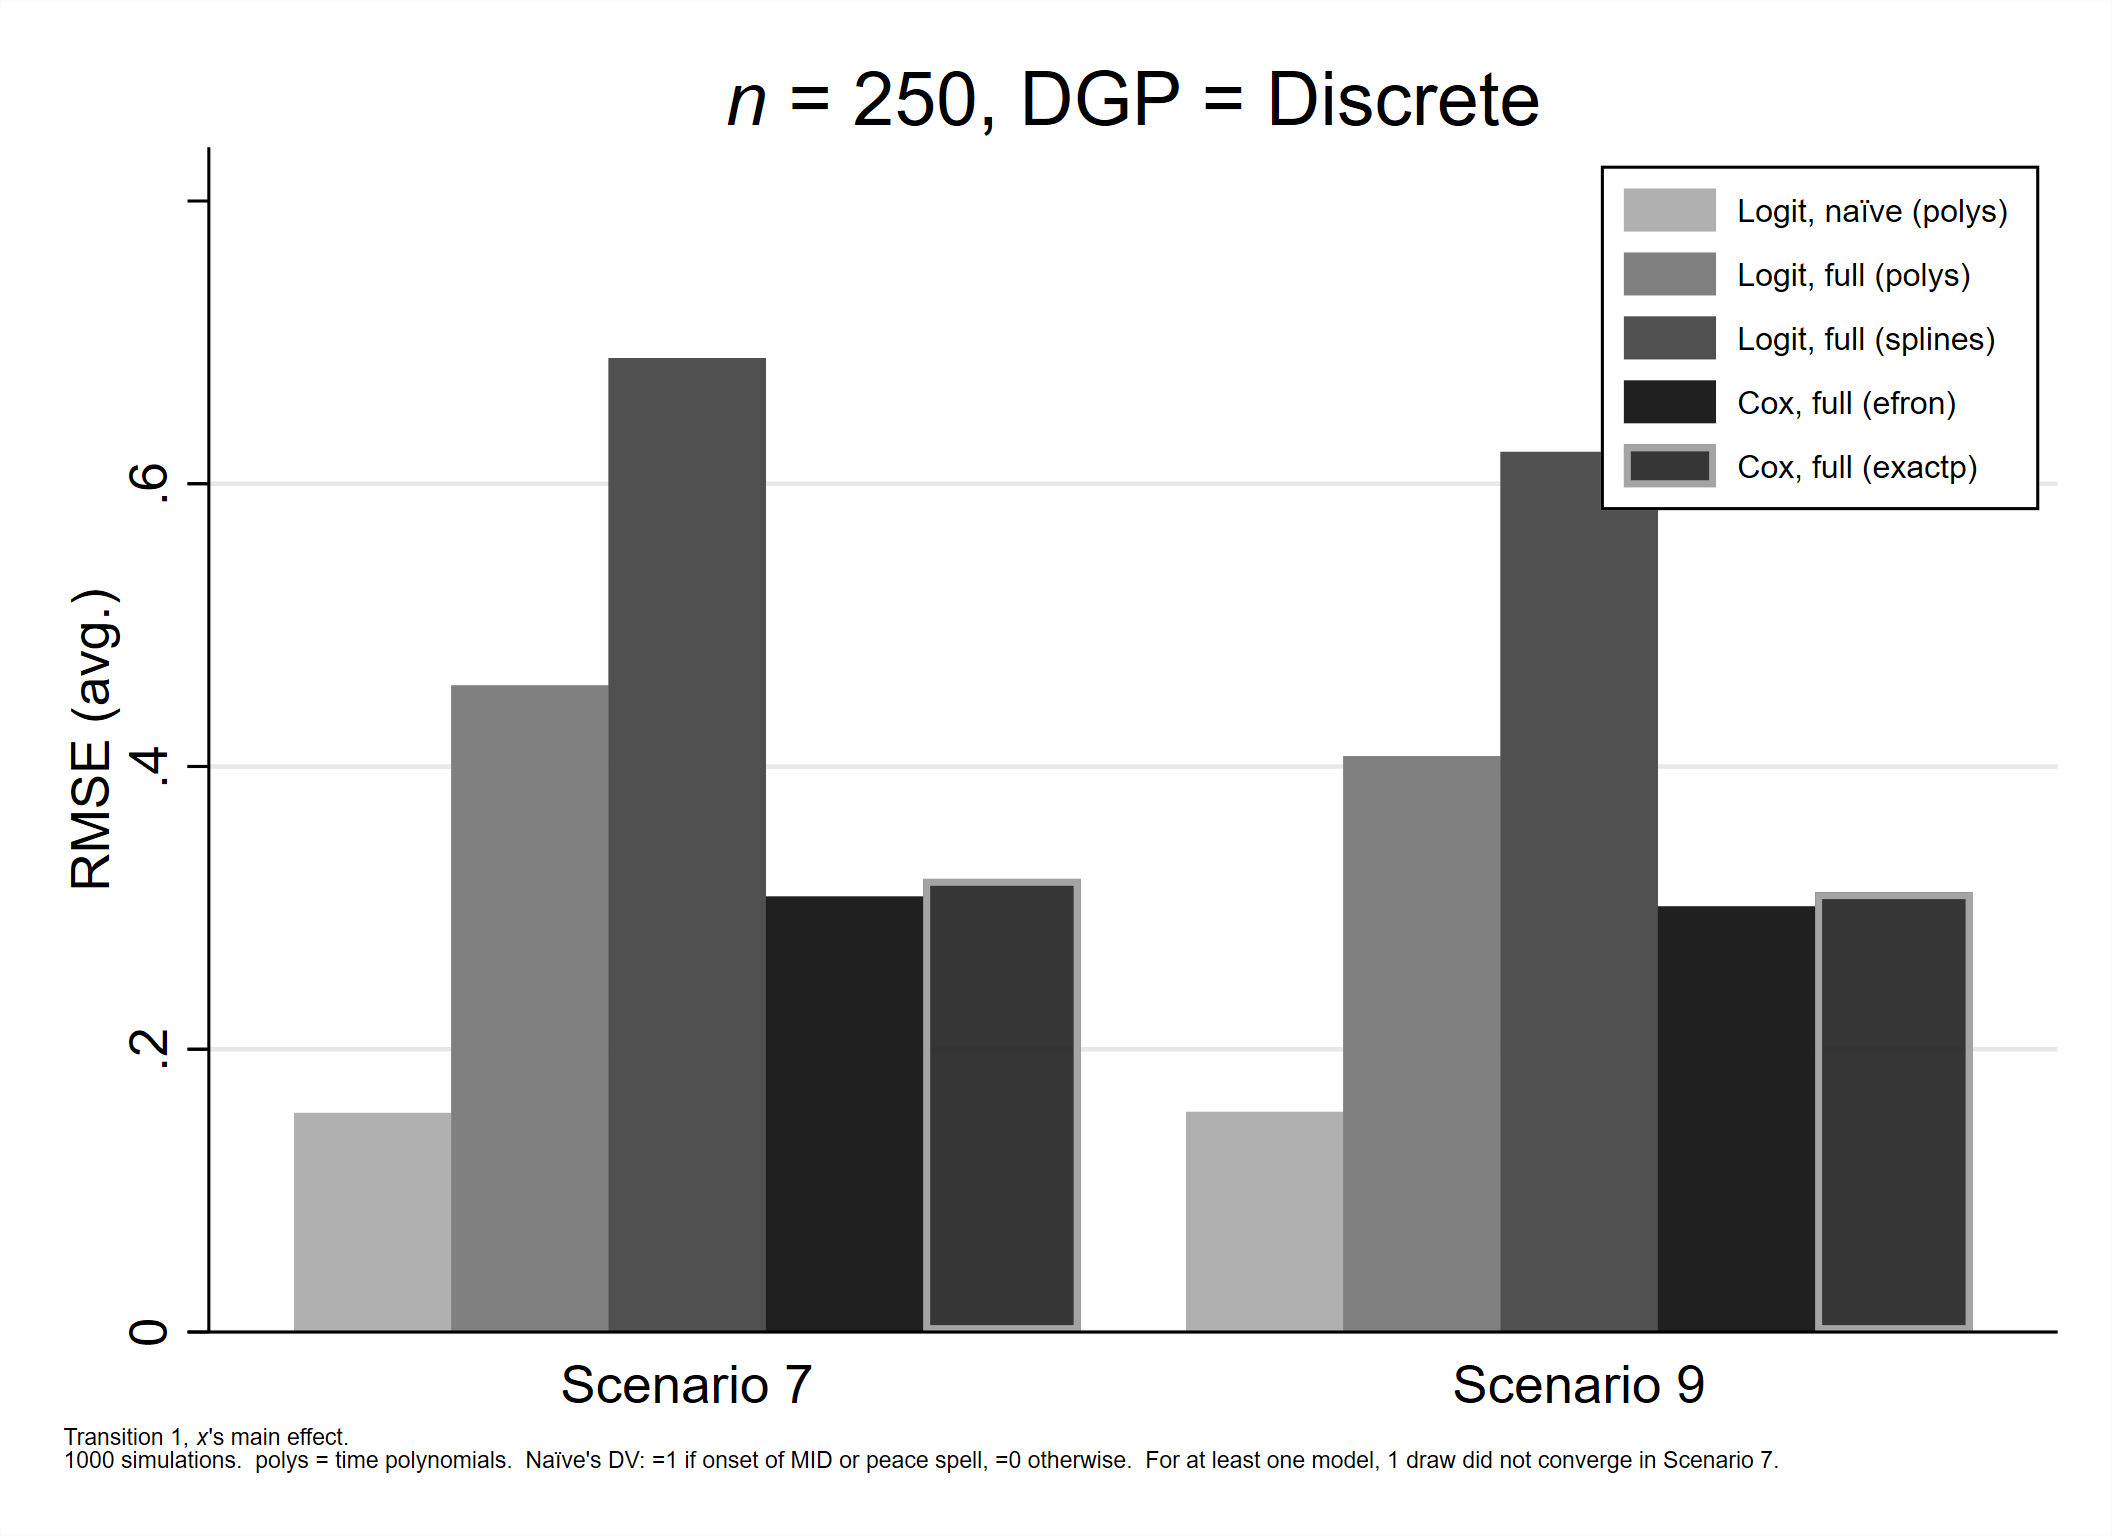 n = 250, DGP = Discrete
Logit, naïve (polys)
Logit, full (polys)
Logit, full (splines)
Cox, full (efron)
Cox, full (exactp)
RMSE (avg.)
.6
.4
.2
0
Scenario 7
Scenario 9
Transition 1, x's main effect.
1000 simulations.  polys = time polynomials.  Naïve's DV: =1 if onset of MID or peace spell, =0 otherwise.  For at least one model, 1 draw did not converge in Scenario 7.